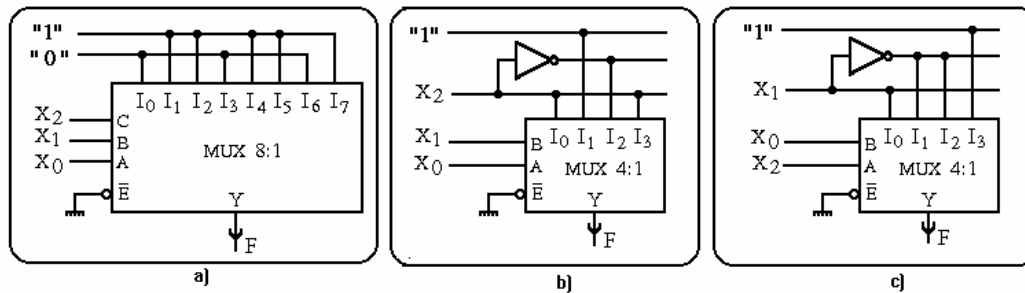 "1"
"0"
I0 I1 I2 I3 I4 I5 I6 I7
X2 C
X1 B
X0 A
MUX 8:1
E̅
Y
F
a)
"1"
X2
I0 I1 I2 I3
X1 B
X0 A
MUX 4:1
E̅
Y
F
b)
"1"
X1
I0 I1 I2 I3
X0 B
X2 A
MUX 4:1
E̅
Y
F
c)